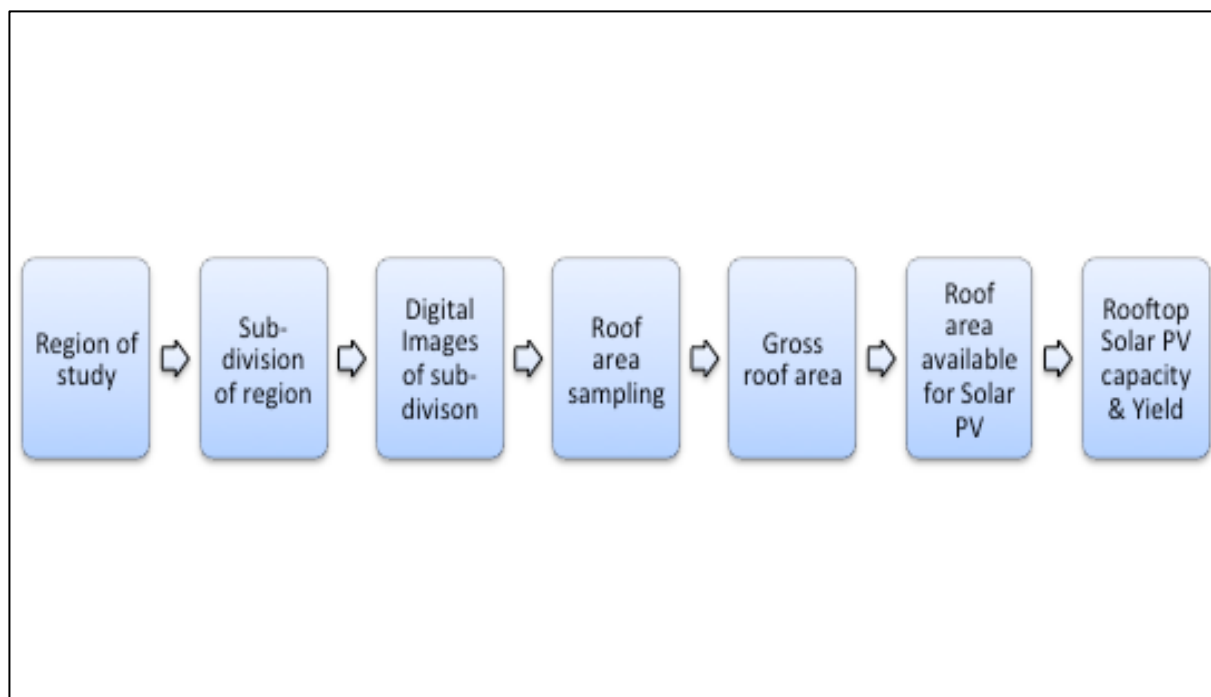 Region of
study
Sub-
division
of region
Digital
Images
of sub-
divison
Roof
area
sampling
Gross
roof area
Roof
area
available
for Solar
PV
Rooftop
Solar PV
capacity
& Yield